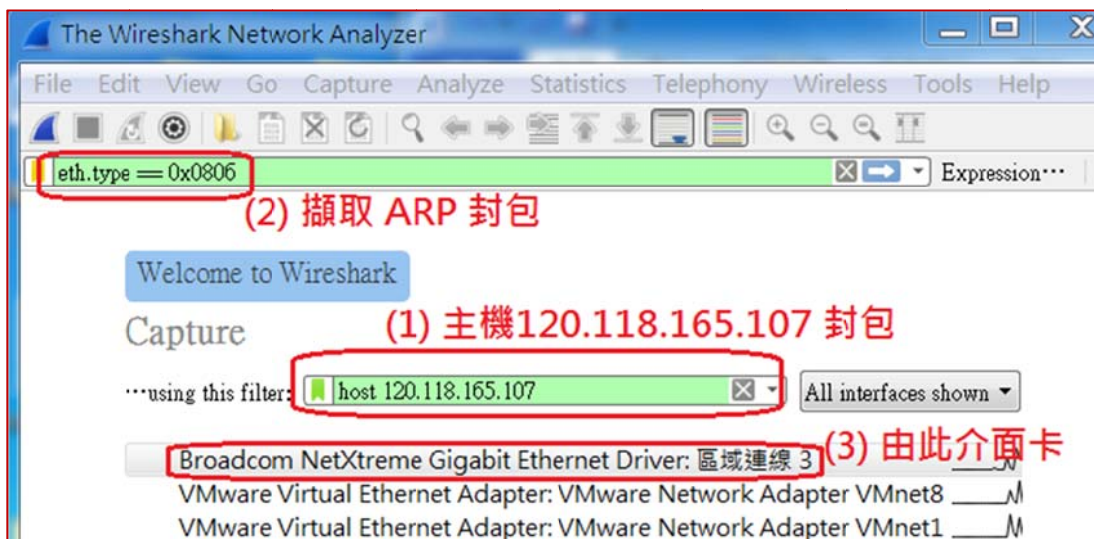 The Wireshark Network Analyzer
File Edit View Go Capture Analyze Statistics Telephony Wireless Tools Help
eth.type == 0x0806 Expression…
(2) 擷取 ARP 封包
Welcome to Wireshark
(1) 主機120.118.165.107 封包
Capture
…using this filter: host 120.118.165.107 All interfaces shown
Broadcom NetXtreme Gigabit Ethernet Driver: 區域連線 3 (3) 由此介面卡
VMware Virtual Ethernet Adapter: VMware Network Adapter VMnet8
VMware Virtual Ethernet Adapter: VMware Network Adapter VMnet1